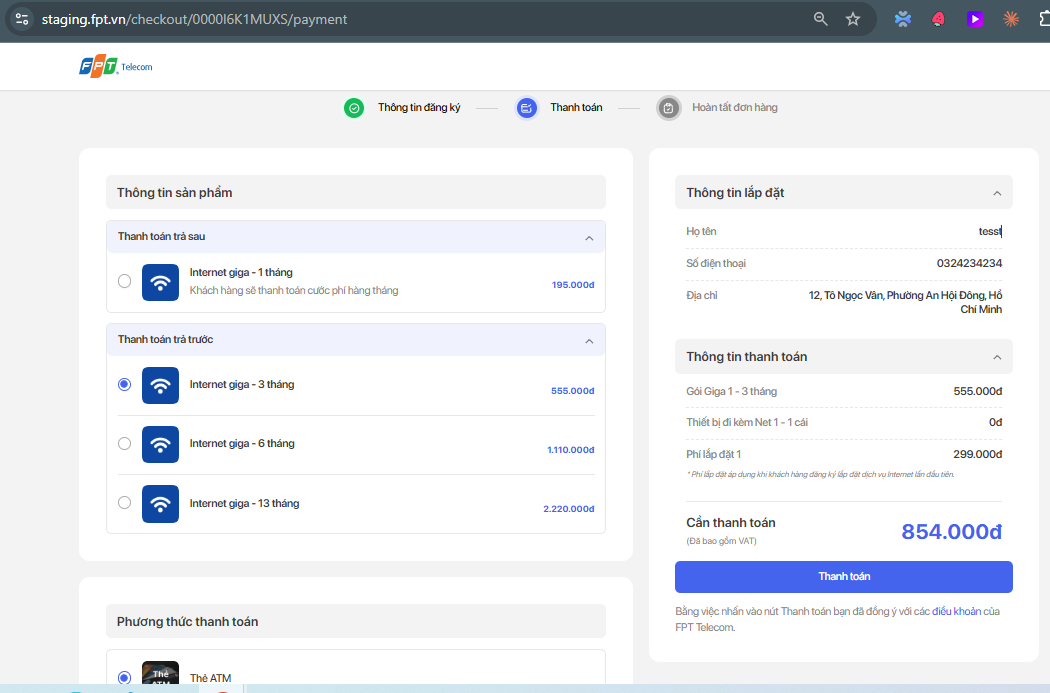 staging.fpt.vn/checkout/0000I6K1MUXS/payment
FPT Telecom
Thông tin đăng ký
Thanh toán
Hoàn tất đơn hàng
Thông tin sản phẩm
Thanh toán trả sau
Internet giga - 1 tháng
Khách hàng sẽ thanh toán cước phí hàng tháng
195.000đ
Thanh toán trả trước
Internet giga - 3 tháng
555.000đ
Internet giga - 6 tháng
1.110.000đ
Internet giga - 13 tháng
2.220.000đ
Phương thức thanh toán
Thẻ
ATM
Thẻ ATM
Thông tin lắp đặt
Họ tên
tesst
Số điện thoại
0324234234
Địa chỉ
12, Tô Ngọc Vân, Phường An Hội Đông, Hồ
Chí Minh
Thông tin thanh toán
Gói Giga 1 - 3 tháng
555.000đ
Thiết bị đi kèm Net 1 - 1 cái
0đ
Phí lắp đặt 1
299.000đ
* Phí lắp đặt áp dụng khi khách hàng đăng ký lắp đặt dịch vụ Internet lần đầu tiên.
Cần thanh toán
(Đã bao gồm VAT)
854.000đ
Thanh toán
Bằng việc nhấn vào nút Thanh toán bạn đã đồng ý với các điều khoản của
FPT Telecom.